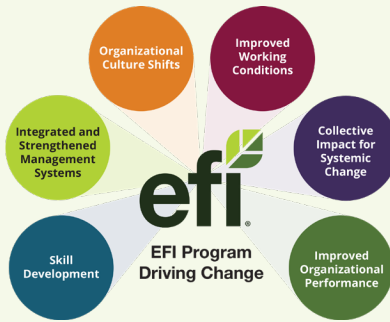 Organizational
Culture Shifts
Improved
Working
Conditions
Integrated and
Strengthened
Management
Systems
Collective
Impact for
Systemic
Change
efi®
EFI Program
Driving Change
Skill
Development
Improved
Organizational
Performance